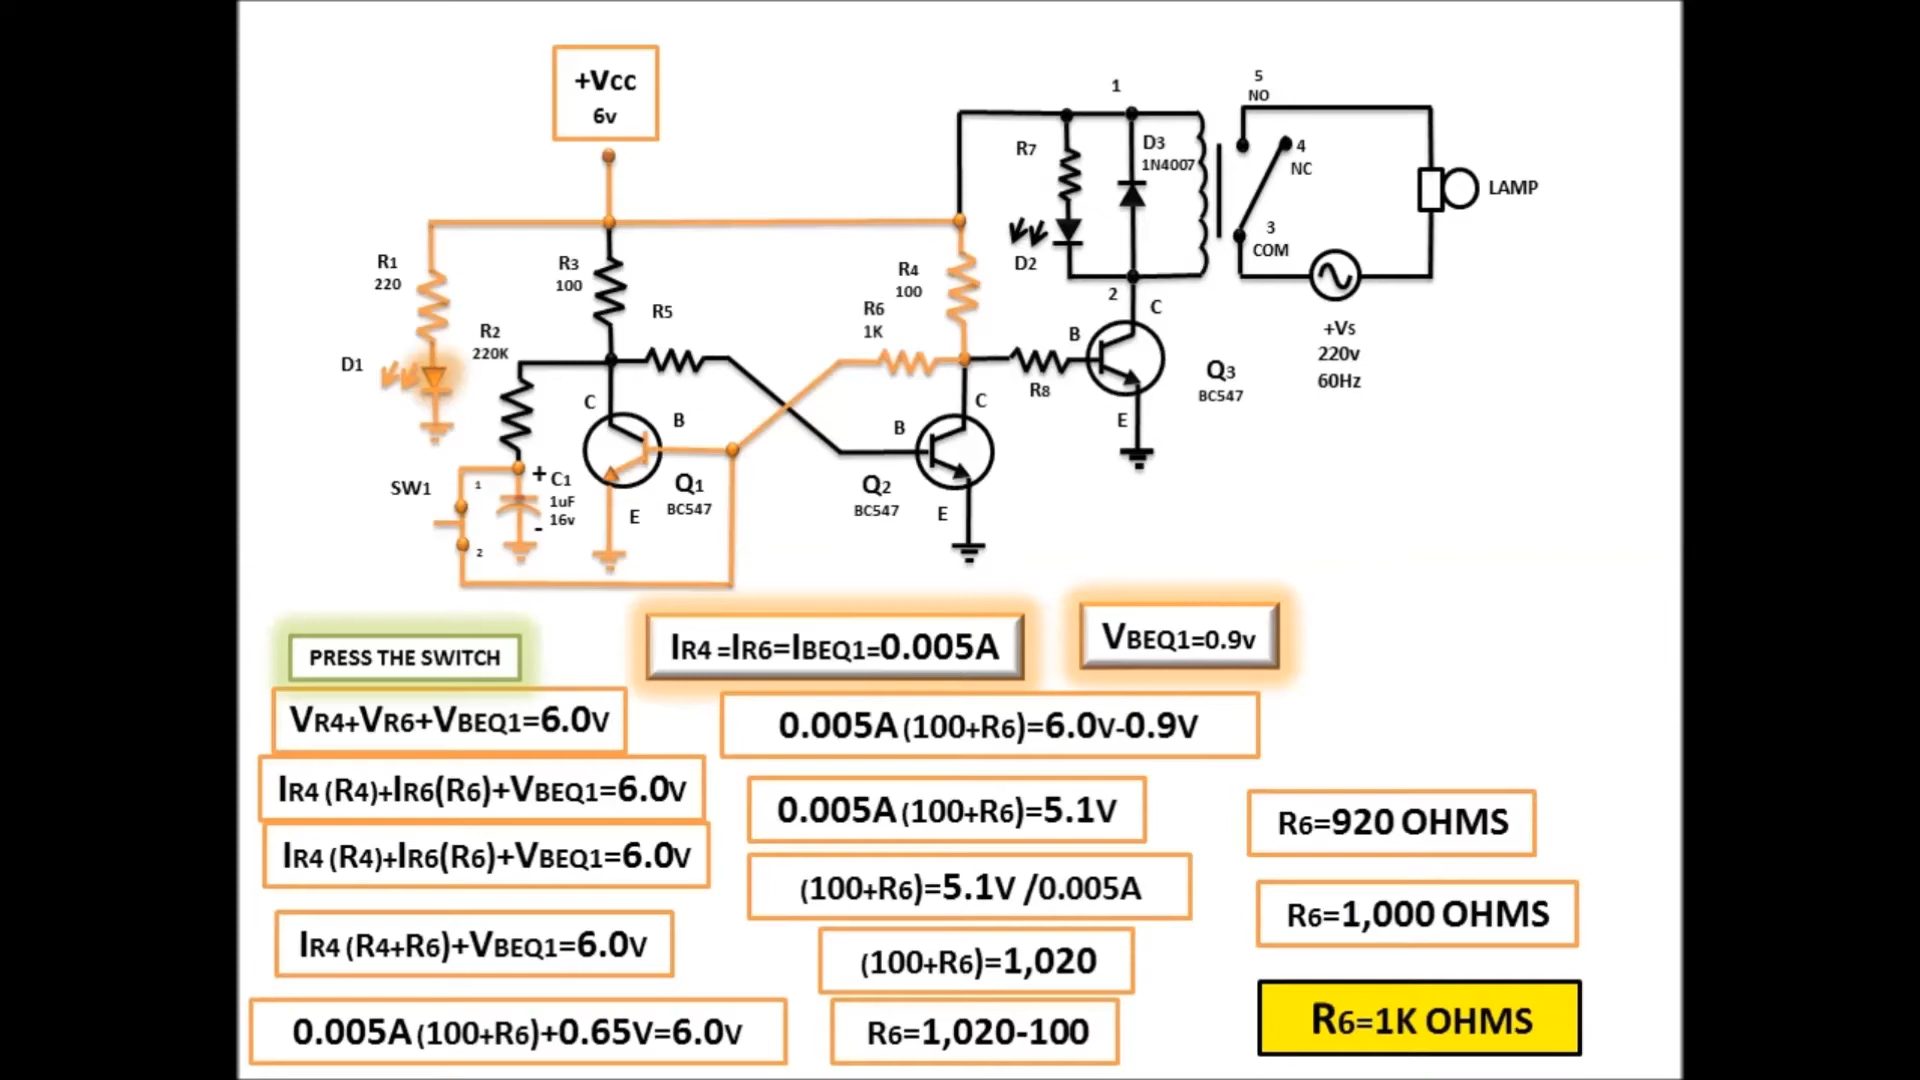 +Vcc
6v
1
5
NO
R7
D3
1N4007
4
NC
LAMP
3
COM
D2
R1
220
R3
100
R4
100
R5
R6
1K
2
C
R2
220K
B
Q3
BC547
+Vs
220v
60Hz
D1
R8
C
B
C
B
E
SW1
1
+
C1
1uF
16v
-
2
Q1
BC547
E
Q2
BC547
E
PRESS THE SWITCH
IR4 =IR6=IBEQ1=0.005A
VBEQ1=0.9v
VR4+VR6+VBEQ1=6.0V
IR4 (R4)+IR6(R6)+VBEQ1=6.0V
IR4 (R4)+IR6(R6)+VBEQ1=6.0V
IR4 (R4+R6)+VBEQ1=6.0V
0.005A (100+R6)+0.65V=6.0V
0.005A (100+R6)=6.0V-0.9V
0.005A (100+R6)=5.1V
(100+R6)=5.1V /0.005A
(100+R6)=1,020
R6=1,020-100
R6=920 OHMS
R6=1,000 OHMS
R6=1K OHMS